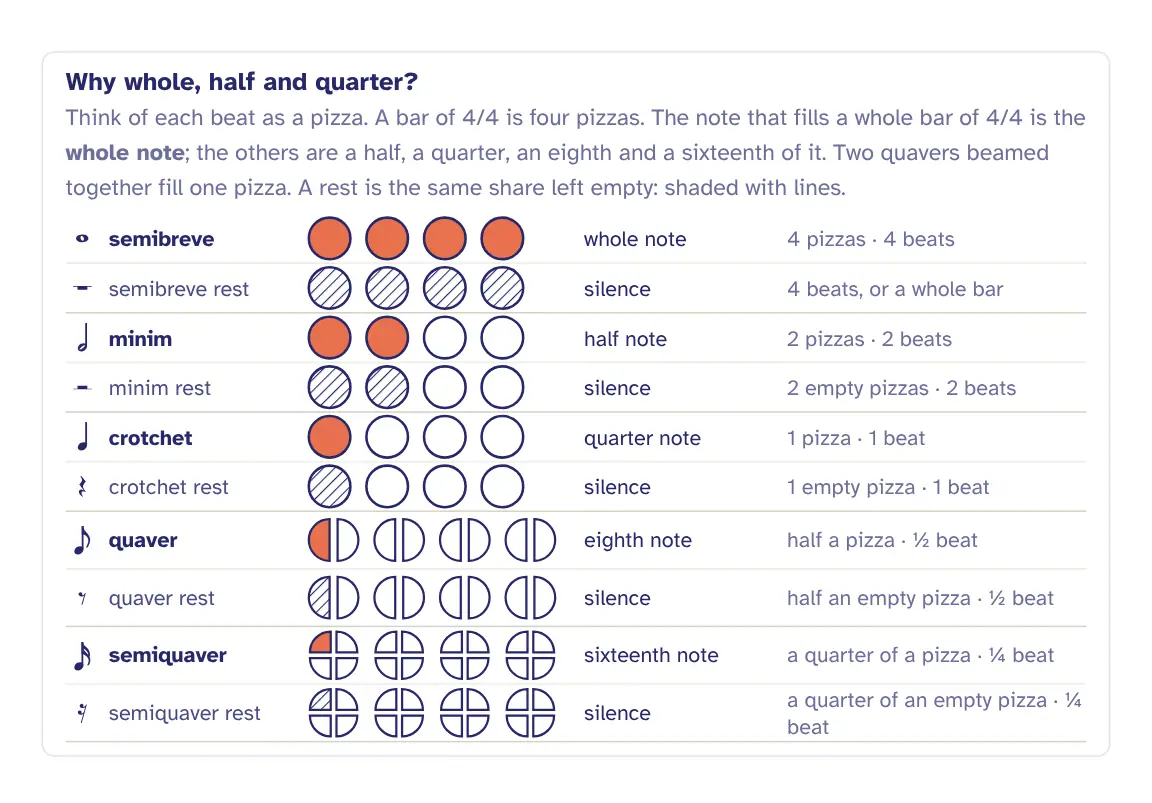 Why whole, half and quarter?
Think of each beat as a pizza. A bar of 4/4 is four pizzas. The note that fills a whole bar of 4/4 is the
whole note; the others are a half, a quarter, an eighth and a sixteenth of it. Two quavers beamed
together fill one pizza. A rest is the same share left empty: shaded with lines.
semibreve whole note 4 pizzas · 4 beats
semibreve rest silence 4 beats, or a whole bar
minim half note 2 pizzas · 2 beats
minim rest silence 2 empty pizzas · 2 beats
crotchet quarter note 1 pizza · 1 beat
crotchet rest silence 1 empty pizza · 1 beat
quaver eighth note half a pizza · ½ beat
quaver rest silence half an empty pizza · ½ beat
semiquaver sixteenth note a quarter of a pizza · ¼ beat
semiquaver rest silence a quarter of an empty pizza · ¼
beat